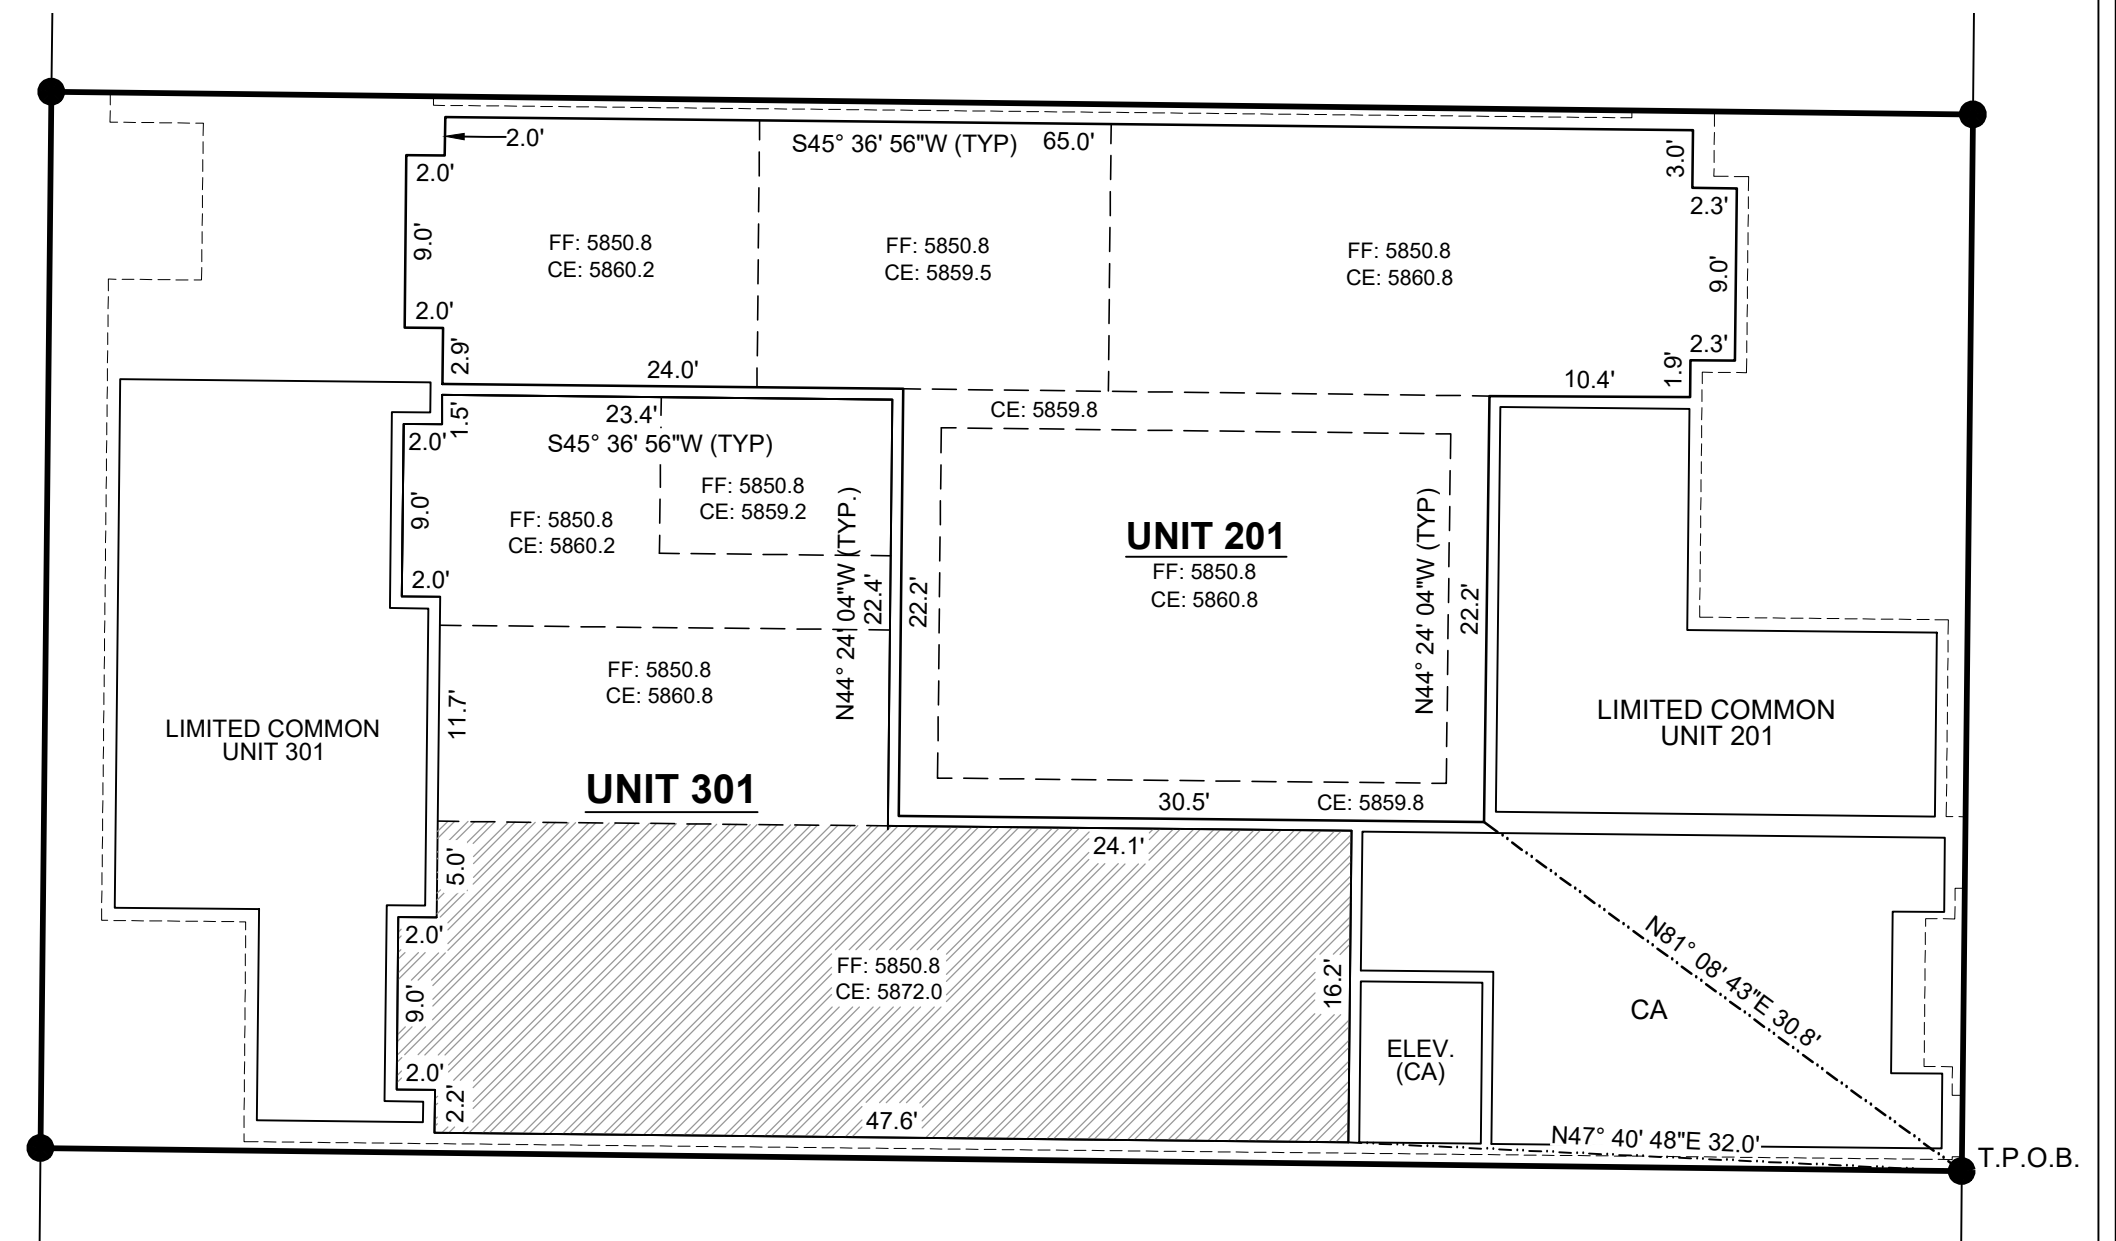 2.0'
S45° 36' 56"W (TYP)
65.0'
3.0'
2.0'
2.3'
9.0'
FF: 5850.8
CE: 5860.2
FF: 5850.8
CE: 5859.5
FF: 5850.8
CE: 5860.8
9.0'
2.0'
2.9'
24.0'
2.3'
1.9'
10.4'
CE: 5859.8
1.5'
23.4'
2.0'
S45° 36' 56"W (TYP)
FF: 5850.8
CE: 5859.2
9.0'
FF: 5850.8
CE: 5860.2
N44° 24' 04"W (TYP.)
22.4'
22.2'
UNIT 201
FF: 5850.8
CE: 5860.8
N44° 24' 04"W (TYP)
22.2'
2.0'
FF: 5850.8
CE: 5860.8
11.7'
LIMITED COMMON
UNIT 301
LIMITED COMMON
UNIT 201
UNIT 301
30.5'
CE: 5859.8
24.1'
5.0'
2.0'
FF: 5850.8
CE: 5872.0
9.0'
16.2'
N81° 08' 43"E 30.8'
CA
ELEV.
(CA)
2.0'
2.2'
47.6'
N47° 40' 48"E 32.0'
T.P.O.B.